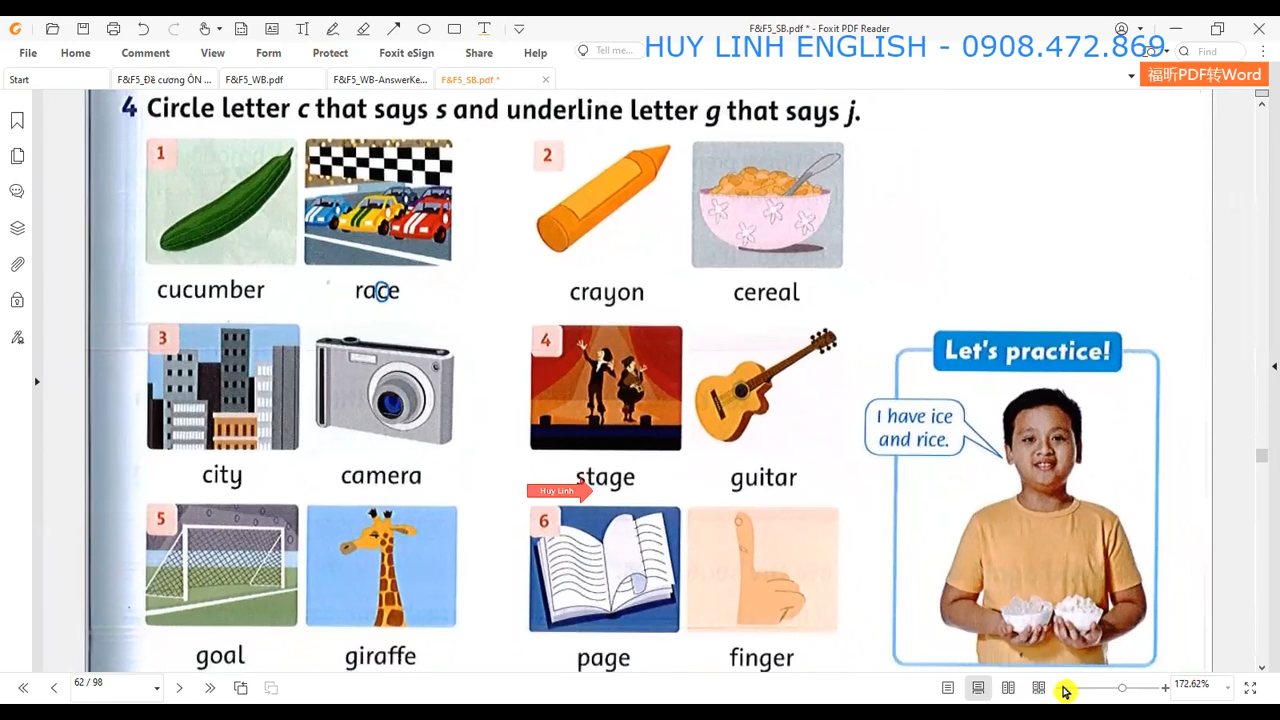 F&F5_SB.pdf * - Foxit PDF Reader
File Home Comment View Form Protect Foxit eSign Share Help Tell me... Find
HUY LINH ENGLISH - 0908.472.869
Start F&F5_Đề cương ÔN ... F&F5_WB.pdf F&F5_WB-AnswerKe... F&F5_SB.pdf *
福昕PDF转Word
4 Circle letter c that says s and underline letter g that says j.
1 2
cucumber race crayon cereal
3 4
Let's practice!
I have ice
and rice.
city camera stage guitar
Huy Linh
5 6
goal giraffe page finger
62 / 98 172.62%